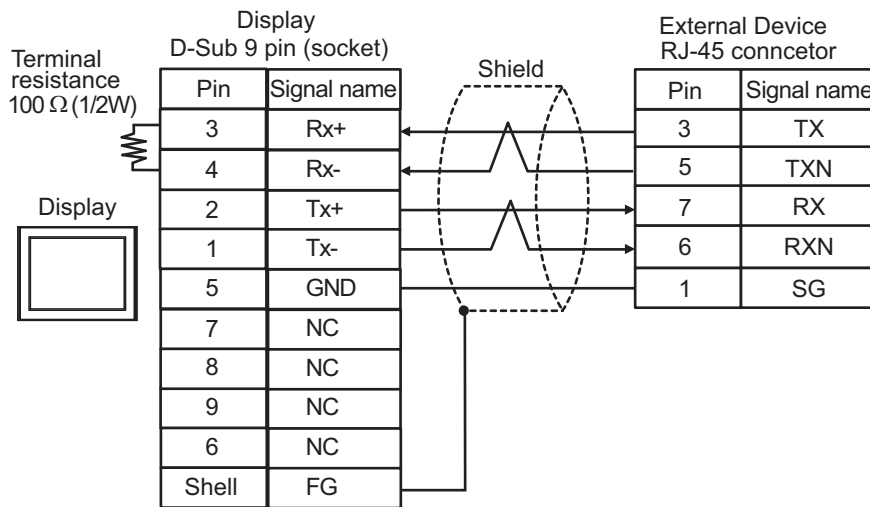 Display
D-Sub 9 pin (socket)
External Device
RJ-45 conncetor
Terminal
resistance
100 Ω (1/2W)
Shield
Pin Signal name
Pin Signal name
3 Rx+
3 TX
4 Rx-
5 TXN
Display
2 Tx+
7 RX
1 Tx-
6 RXN
5 GND
1 SG
7 NC
8 NC
9 NC
6 NC
Shell FG